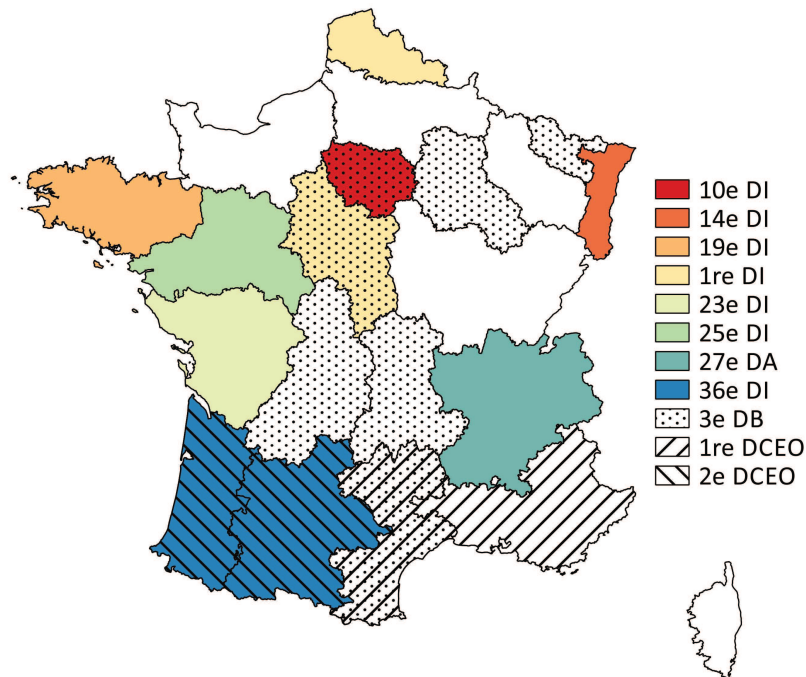 10e DI
14e DI
19e DI
1re DI
23e DI
25e DI
27e DA
36e DI
3e DB
1re DCEO
2e DCEO